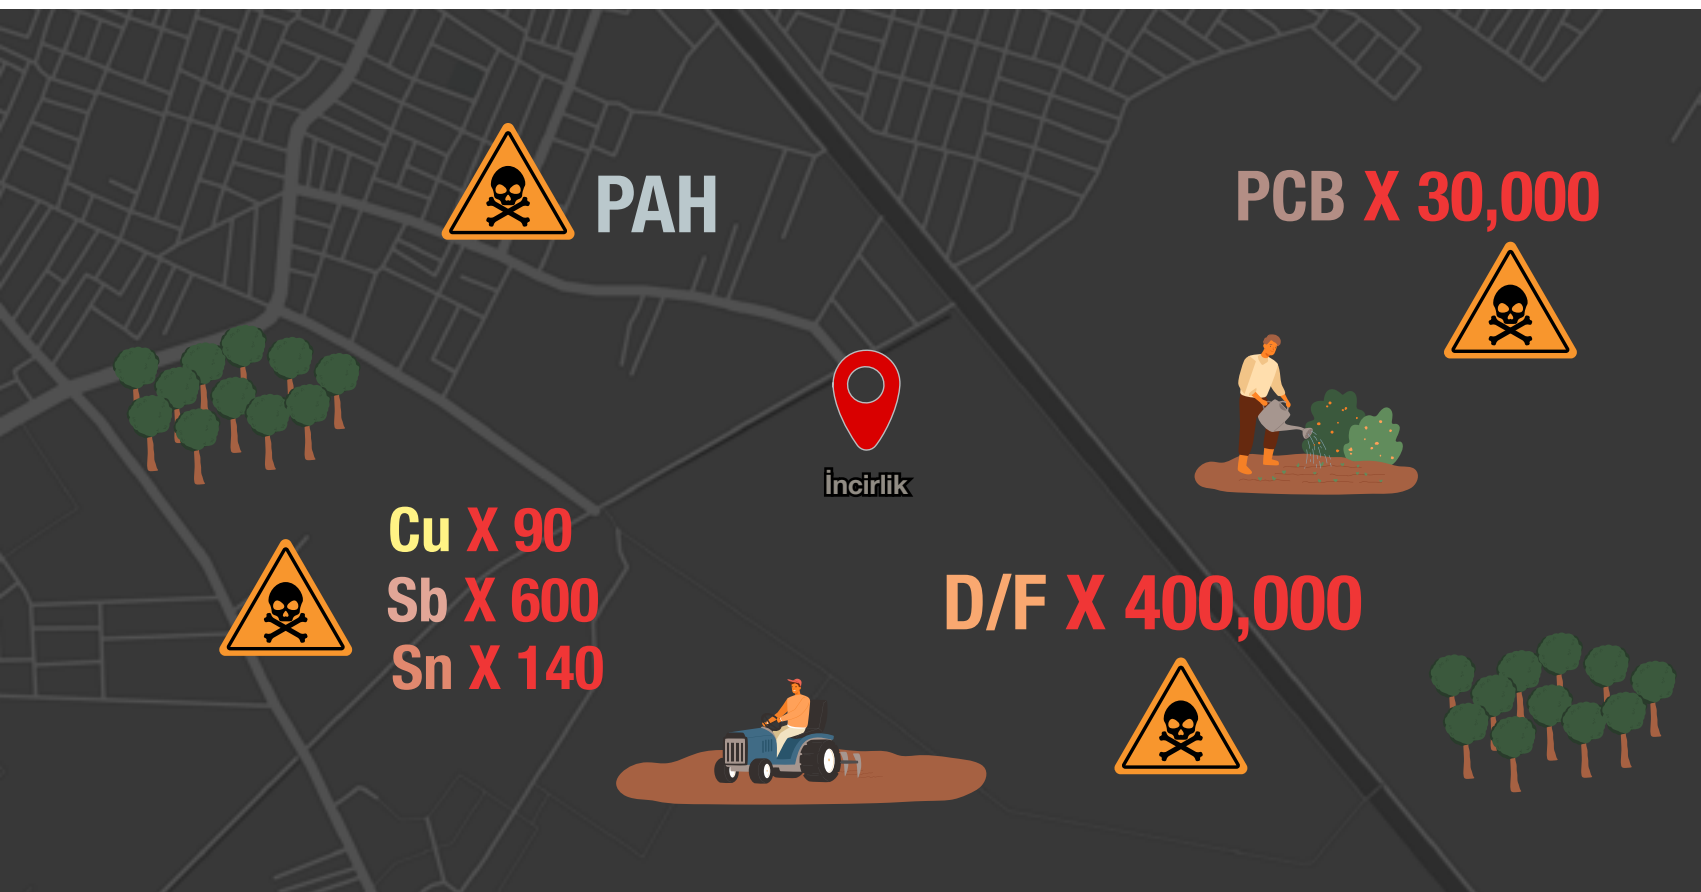 PAH
PCB X 30,000
İncirlik
Cu X 90
Sb X 600
Sn X 140
D/F X 400,000